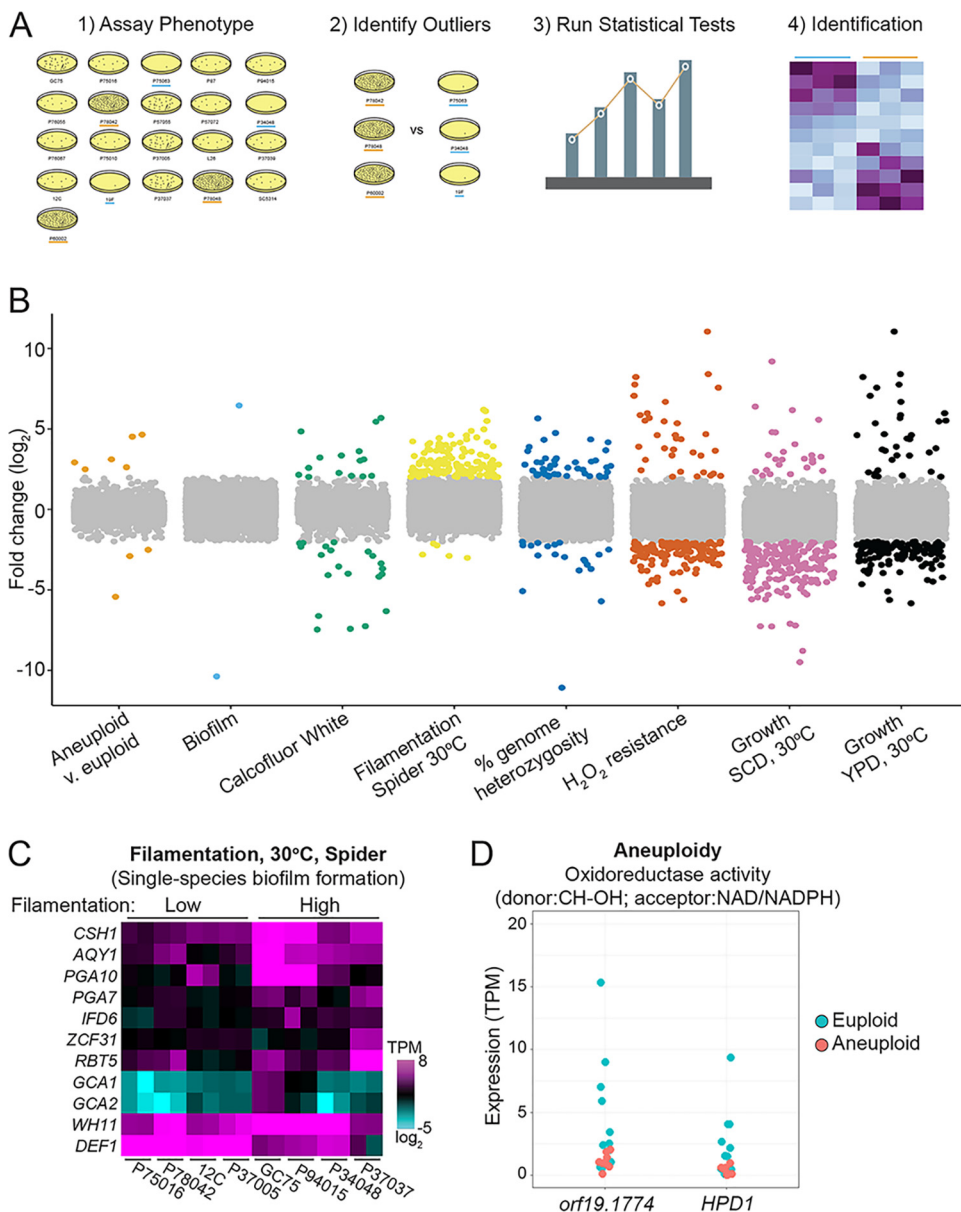 A
1) Assay Phenotype
2) Identify Outliers
3) Run Statistical Tests
4) Identification
GC75
P75016
P75063
P87
P94015
P76055
P78042
P57055
P57072
P34048
P76067
P75010
P37005
L26
P37039
12C
19F
P37037
P78048
SC5314
P60002
P78042
P75063
vs
P78048
P34048
P60002
19F
B
Fold change (log2)
10
5
0
-5
-10
Aneuploid
v. euploid
Biofilm
Calcofluor White
Filamentation
Spider 30°C
% genome
heterozygosity
H2O2 resistance
Growth
SCD, 30°C
Growth
YPD, 30°C
C
Filamentation, 30°C, Spider
(Single-species biofilm formation)
Filamentation: Low High
CSH1
AQY1
PGA10
PGA7
IFD6
ZCF31
RBT5
GCA1
GCA2
WH11
DEF1
TPM
8
-5
log2
P75016
P78042
12C
P37005
GC75
P94015
P34048
P37037
D
Aneuploidy
Oxidoreductase activity
(donor:CH-OH; acceptor:NAD/NADPH)
Expression (TPM)
20
15
10
5
0
orf19.1774
HPD1
Euploid
Aneuploid